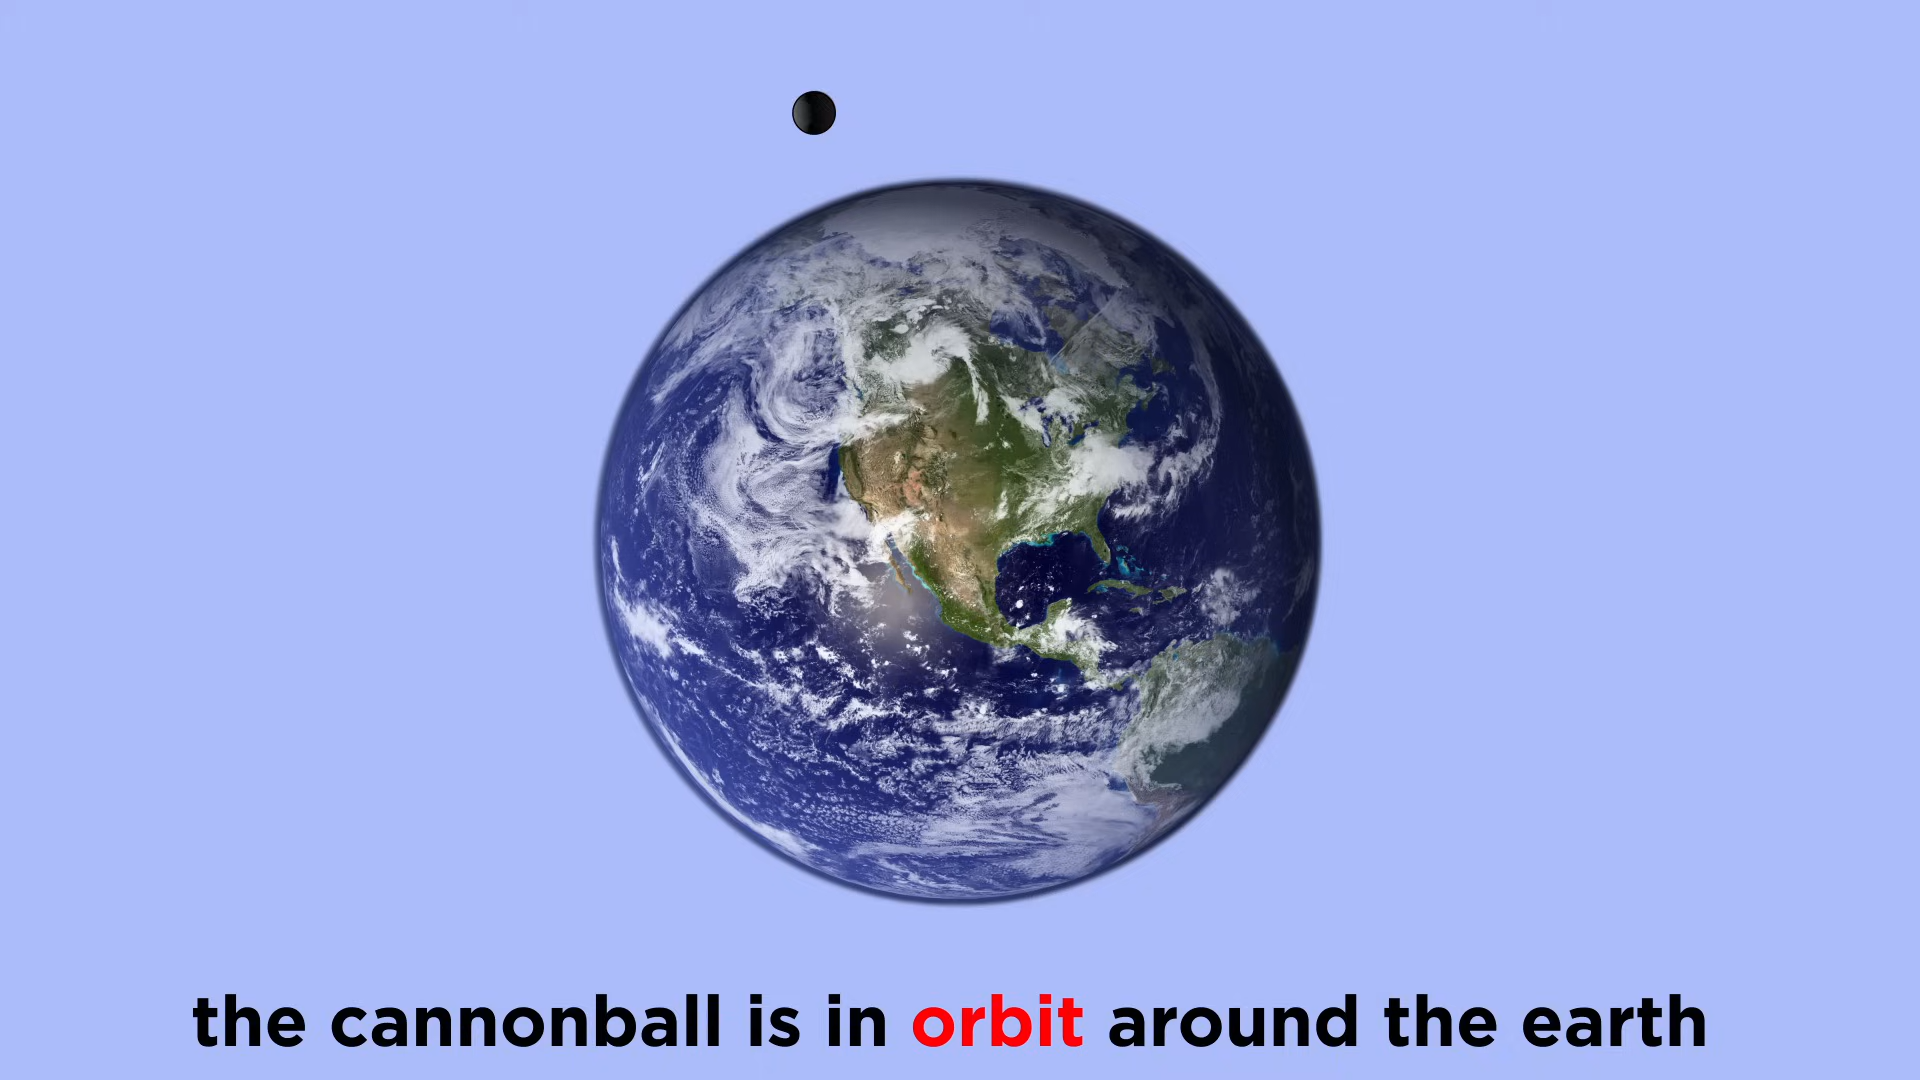 the cannonball is in orbit around the earth